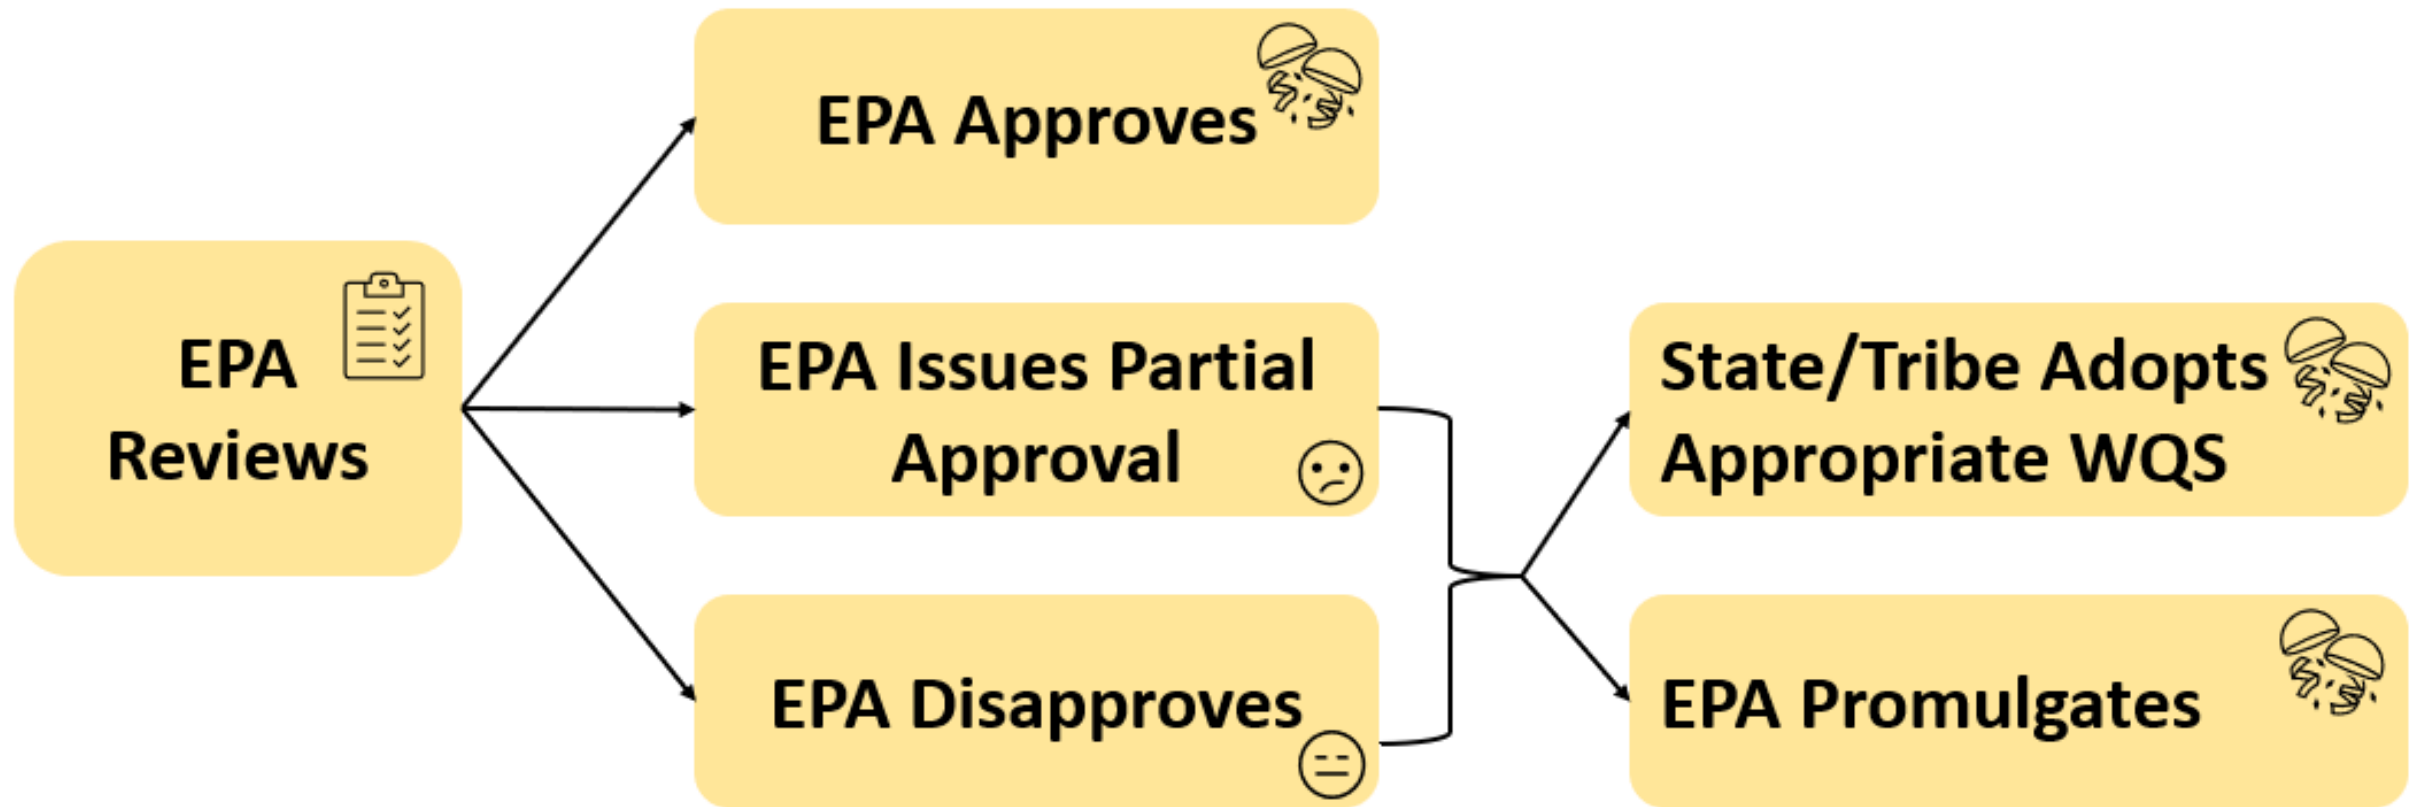 EPA
Reviews
EPA Approves
EPA Issues Partial
Approval
EPA Disapproves
State/Tribe Adopts
Appropriate WQS
EPA Promulgates